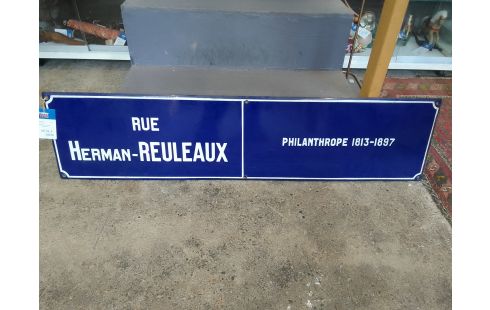 RUE
HERMAN-REULEAUX
PHILANTHROPE 1813-1897